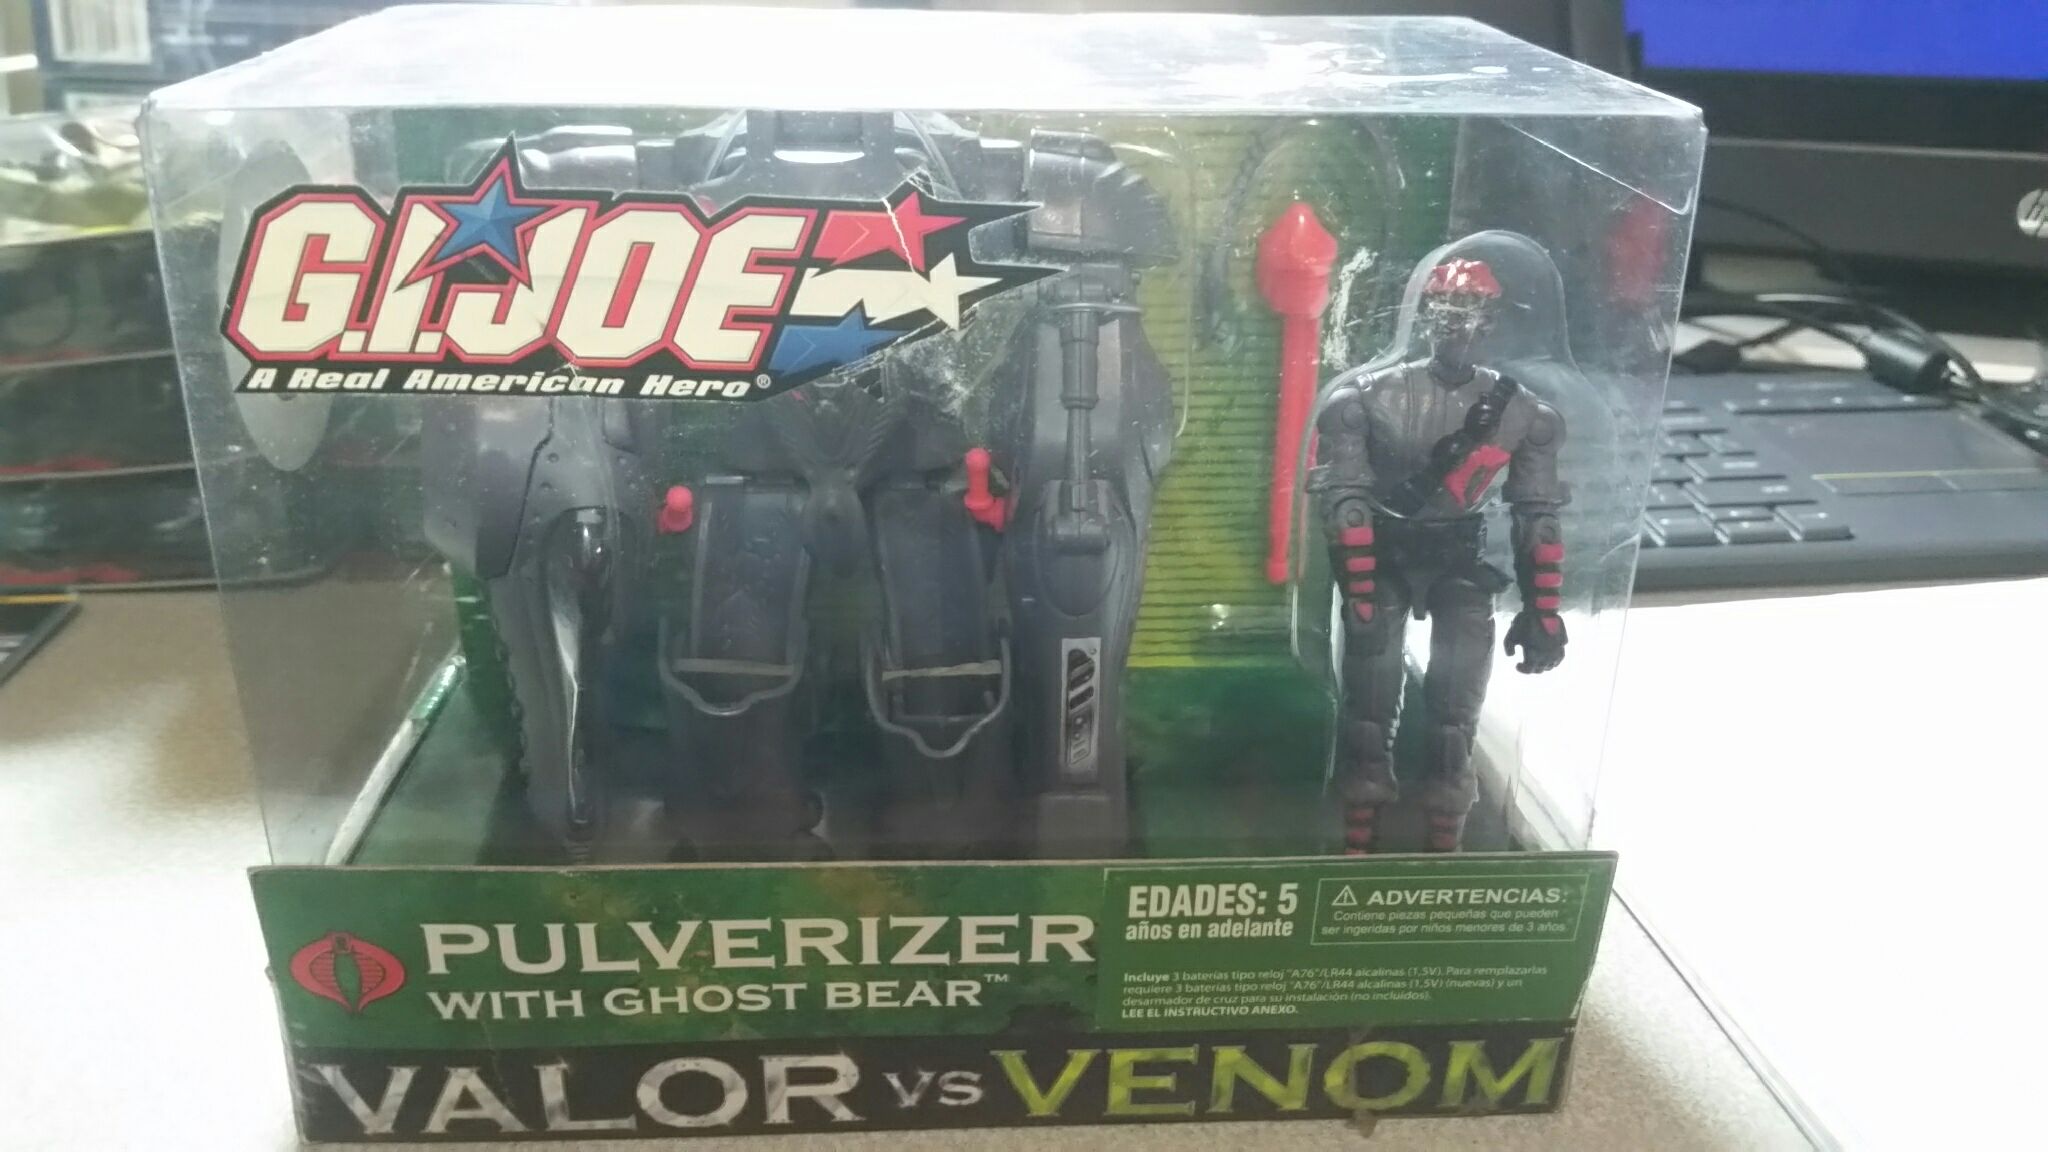 G.I.JOE
A Real American Hero®
PULVERIZER
WITH GHOST BEAR™
EDADES: 5
años en adelante
⚠ ADVERTENCIAS:
Contiene piezas pequeñas que pueden
ser ingeridas por niños menores de 3 años.
Incluye 3 baterías tipo reloj "A76"/LR44 alcalinas (1,5V). Para remplazarlas
requiere 3 baterías tipo reloj "A76"/LR44 alcalinas (1,5V) (nuevas) y un
desarmador de cruz para su instalación (no incluidos).
LEE EL INSTRUCTIVO ANEXO.
VALOR VS VENOM™
hp